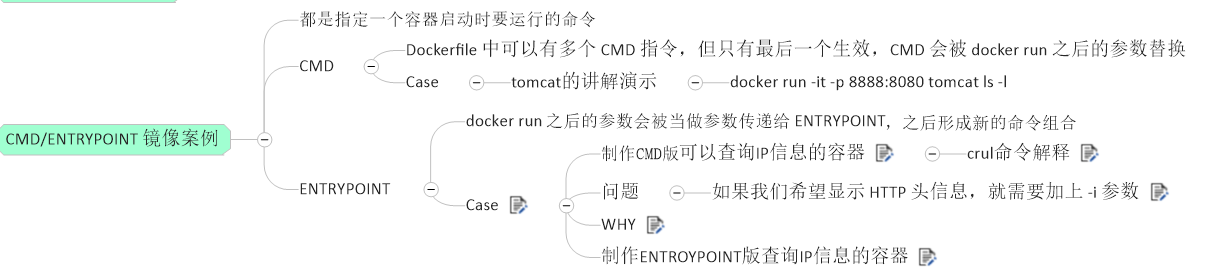 都是指定一个容器启动时要运行的命令
Dockerfile 中可以有多个 CMD 指令，但只有最后一个生效，CMD 会被 docker run 之后的参数替换
CMD
Case
tomcat的讲解演示
docker run -it -p 8888:8080 tomcat ls -l
CMD/ENTRYPOINT 镜像案例
docker run 之后的参数会被当做参数传递给 ENTRYPOINT，之后形成新的命令组合
制作CMD版可以查询IP信息的容器
crul命令解释
ENTRYPOINT
Case
问题
如果我们希望显示 HTTP 头信息，就需要加上 -i 参数
WHY
制作ENTROYPOINT版查询IP信息的容器